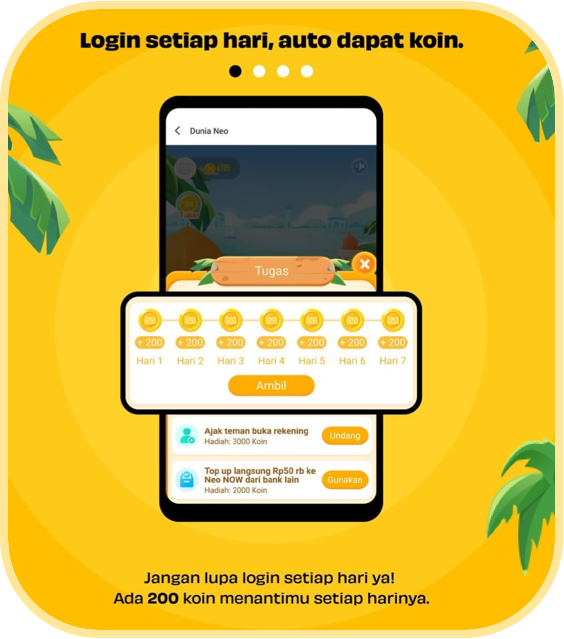 Login setiap hari, auto dapat koin.
Dunia Neo
Tugas
+ 200 + 200 + 200 + 200 + 200 + 200 + 200
Hari 1 Hari 2 Hari 3 Hari 4 Hari 5 Hari 6 Hari 7
Ambil
Ajak teman buka rekening
Hadiah: 3000 Koin
Undang
Top up langsung Rp50 rb ke
Neo NOW dari bank lain
Hadiah: 2000 Koin
Gunakan
Jangan lupa login setiap hari ya!
Ada 200 koin menantimu setiap harinya.